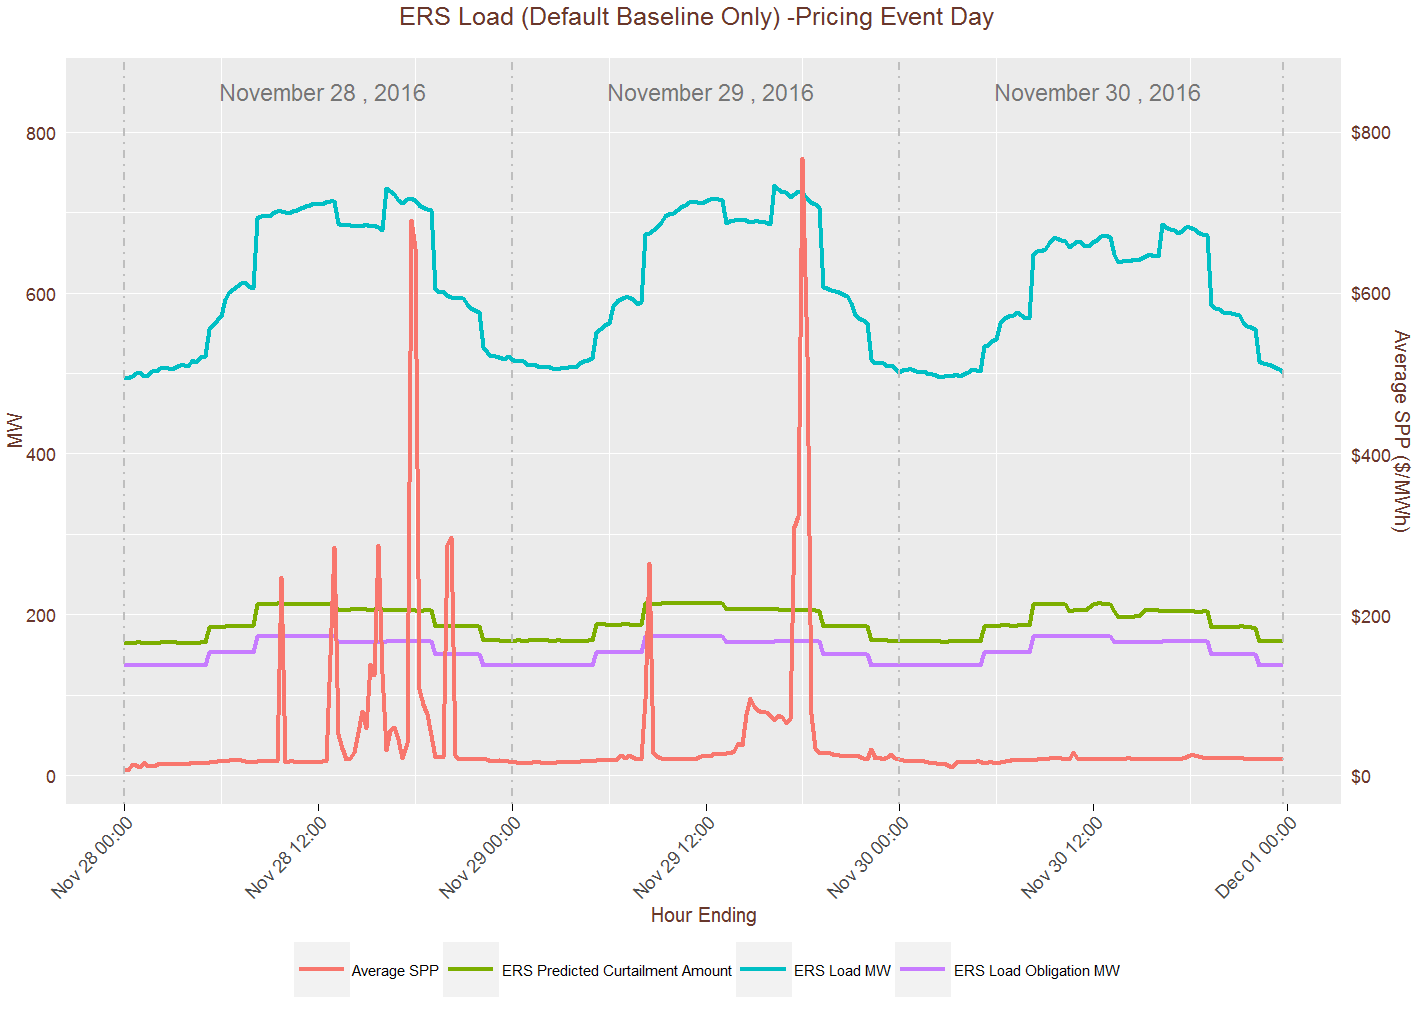 ERS Load (Default Baseline Only) -Pricing Event Day
November 28 , 2016
November 29 , 2016
November 30 , 2016
800
600
400
200
0
MW
$800
$600
$400
$200
$0
Average SPP ($/MWh)
Nov 28 00:00
Nov 28 12:00
Nov 29 00:00
Nov 29 12:00
Nov 30 00:00
Nov 30 12:00
Dec 01 00:00
Hour Ending
Average SPP
ERS Predicted Curtailment Amount
ERS Load MW
ERS Load Obligation MW